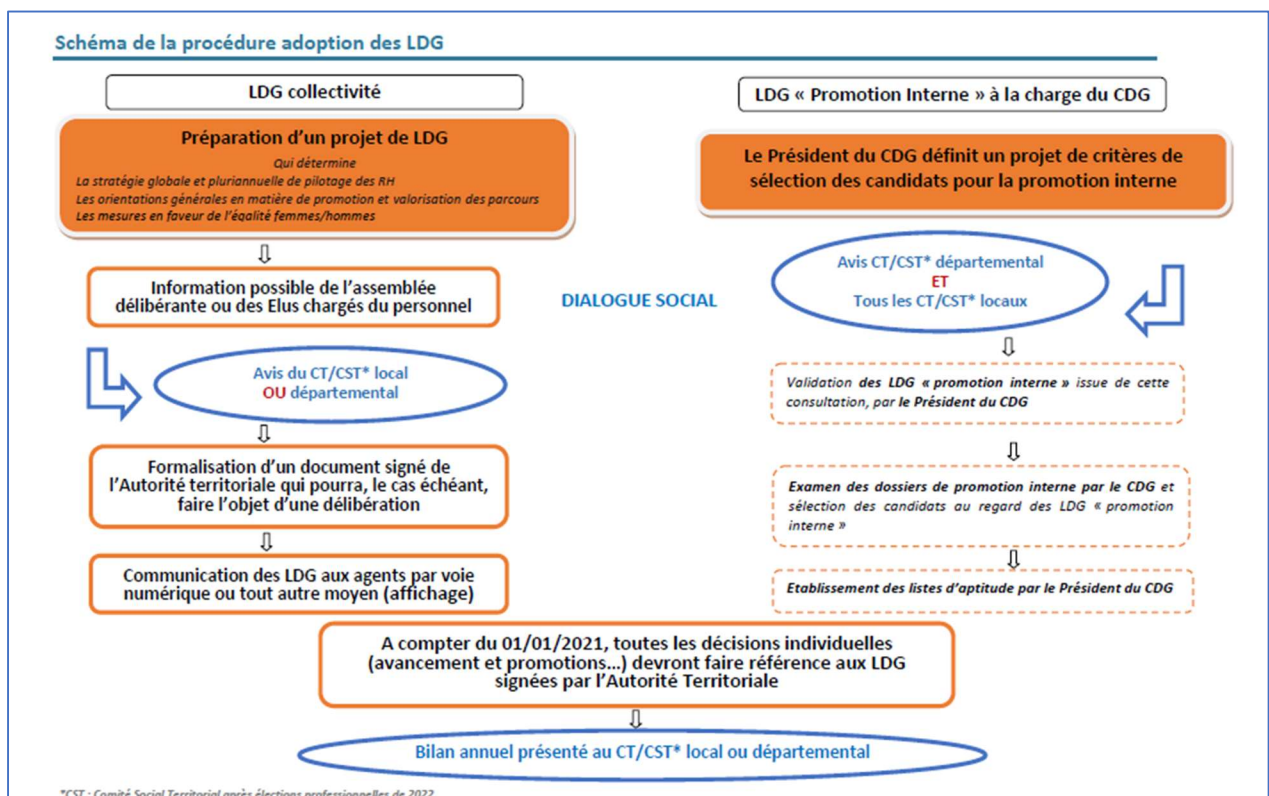 Schéma de la procédure adoption des LDG
LDG collectivité
Préparation d’un projet de LDG
Qui détermine
La stratégie globale et pluriannuelle de pilotage des RH
Les orientations générales en matière de promotion et valorisation des parcours
Les mesures en faveur de l’égalité femmes/hommes
Information possible de l’assemblée
délibérante ou des Elus chargés du personnel
Avis du CT/CST* local
OU départemental
Formalisation d’un document signé de
l’Autorité territoriale qui pourra, le cas échéant,
faire l’objet d’une délibération
Communication des LDG aux agents par voie
numérique ou tout autre moyen (affichage)
DIALOGUE SOCIAL
LDG « Promotion Interne » à la charge du CDG
Le Président du CDG définit un projet de critères de
sélection des candidats pour la promotion interne
Avis CT/CST* départemental
ET
Tous les CT/CST* locaux
Validation des LDG « promotion interne » issue de cette
consultation, par le Président du CDG
Examen des dossiers de promotion interne par le CDG et
sélection des candidats au regard des LDG « promotion
interne »
Etablissement des listes d’aptitude par le Président du CDG
A compter du 01/01/2021, toutes les décisions individuelles
(avancement et promotions…) devront faire référence aux LDG
signées par l’Autorité Territoriale
Bilan annuel présenté au CT/CST* local ou départemental
*CST : Comité Social Territorial après élections professionnelles de 2022